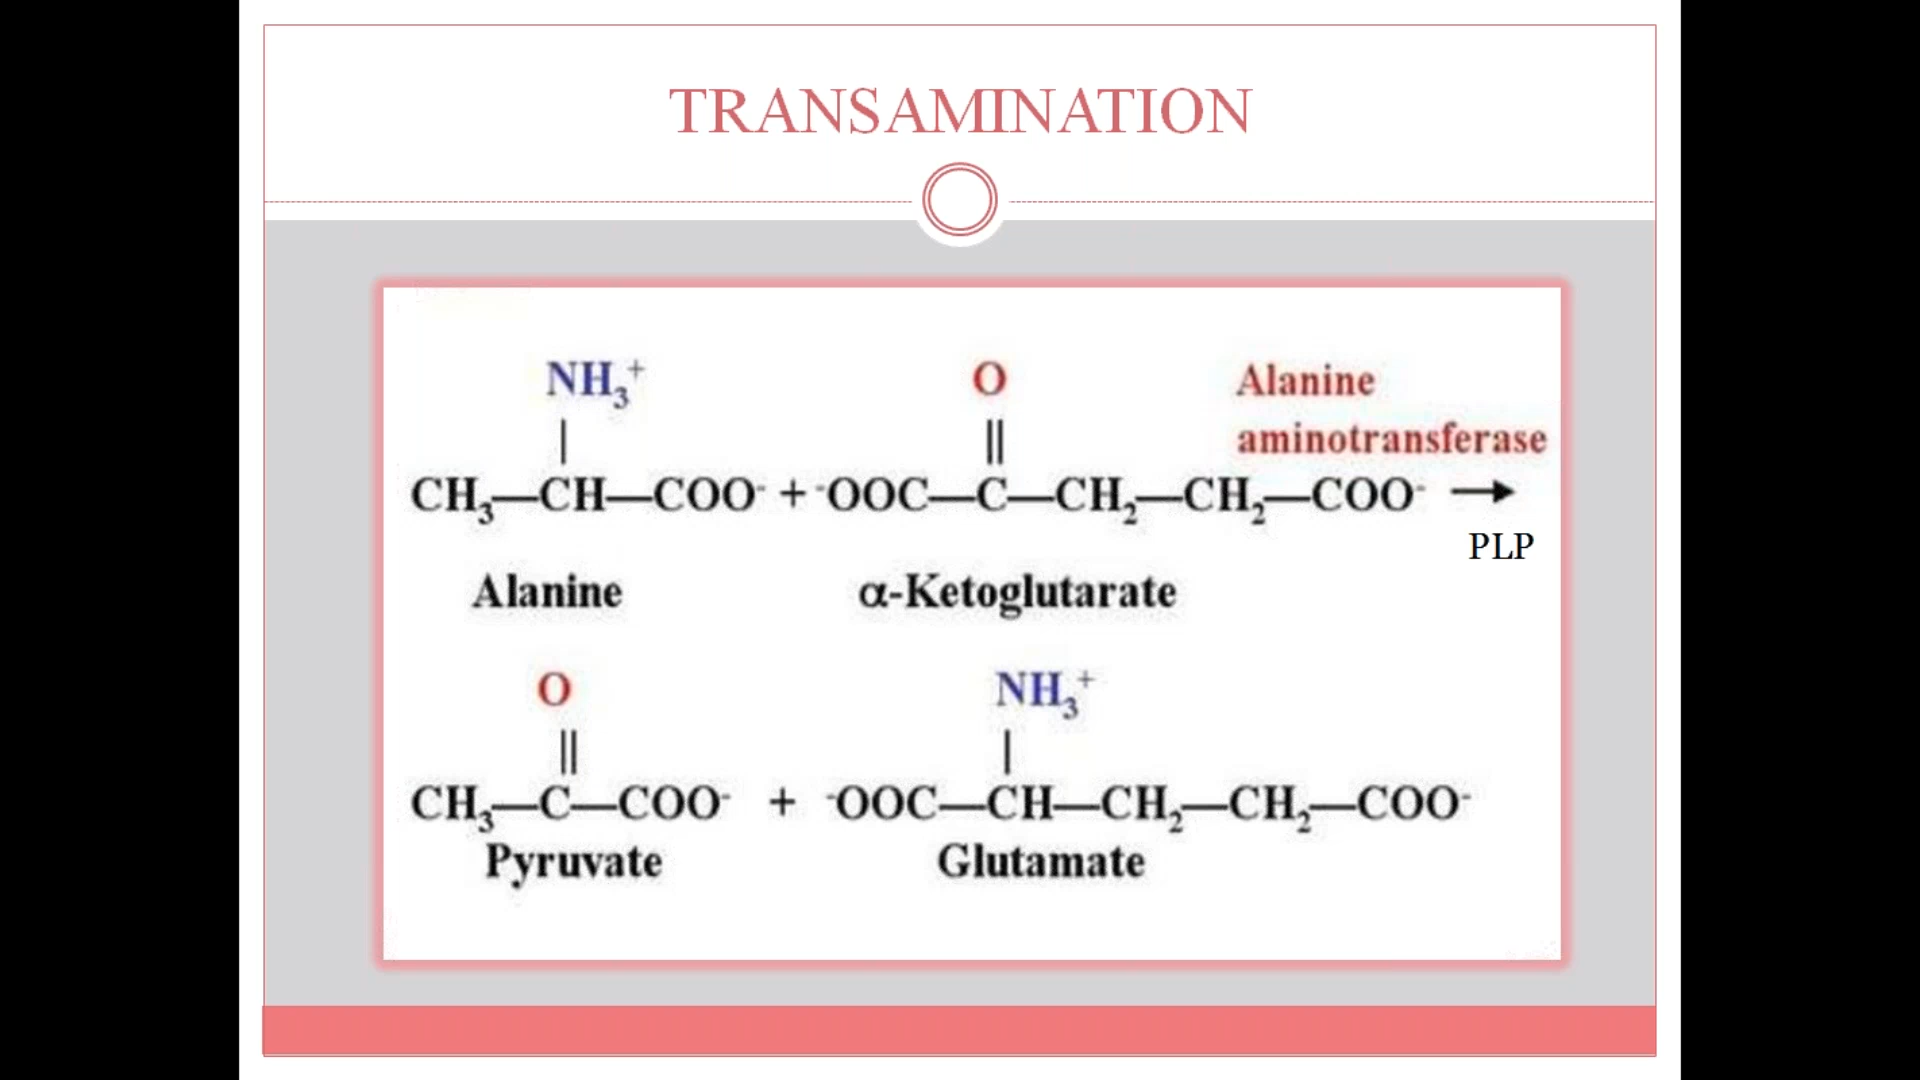 TRANSAMINATION
NH₃⁺ O Alanine
| || aminotransferase
CH₃—CH—COO⁻ + ⁻OOC—C—CH₂—CH₂—COO⁻ →
PLP
Alanine α-Ketoglutarate
O NH₃⁺
|| |
CH₃—C—COO⁻ + ⁻OOC—CH—CH₂—CH₂—COO⁻
Pyruvate Glutamate